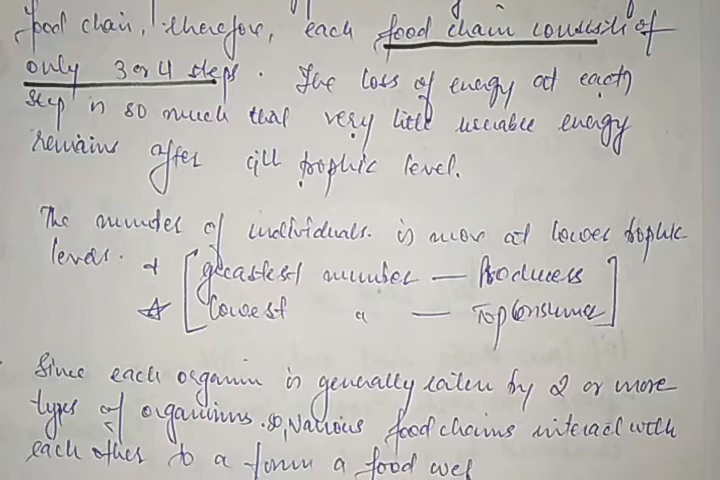 food chain, therefore, each food chain consists of
only 3 or 4 steps. The loss of energy at each
step is so much that very little useable energy
remains after trophic level.
The number of individuals. is more at lower trophic
levels. * [greatest number — Producers
☆ [lowest " — Top Consumer]
Since each organism is generally eaten by 2 or more
types of organisms. so, various food chains interact with
each other to a form a food web